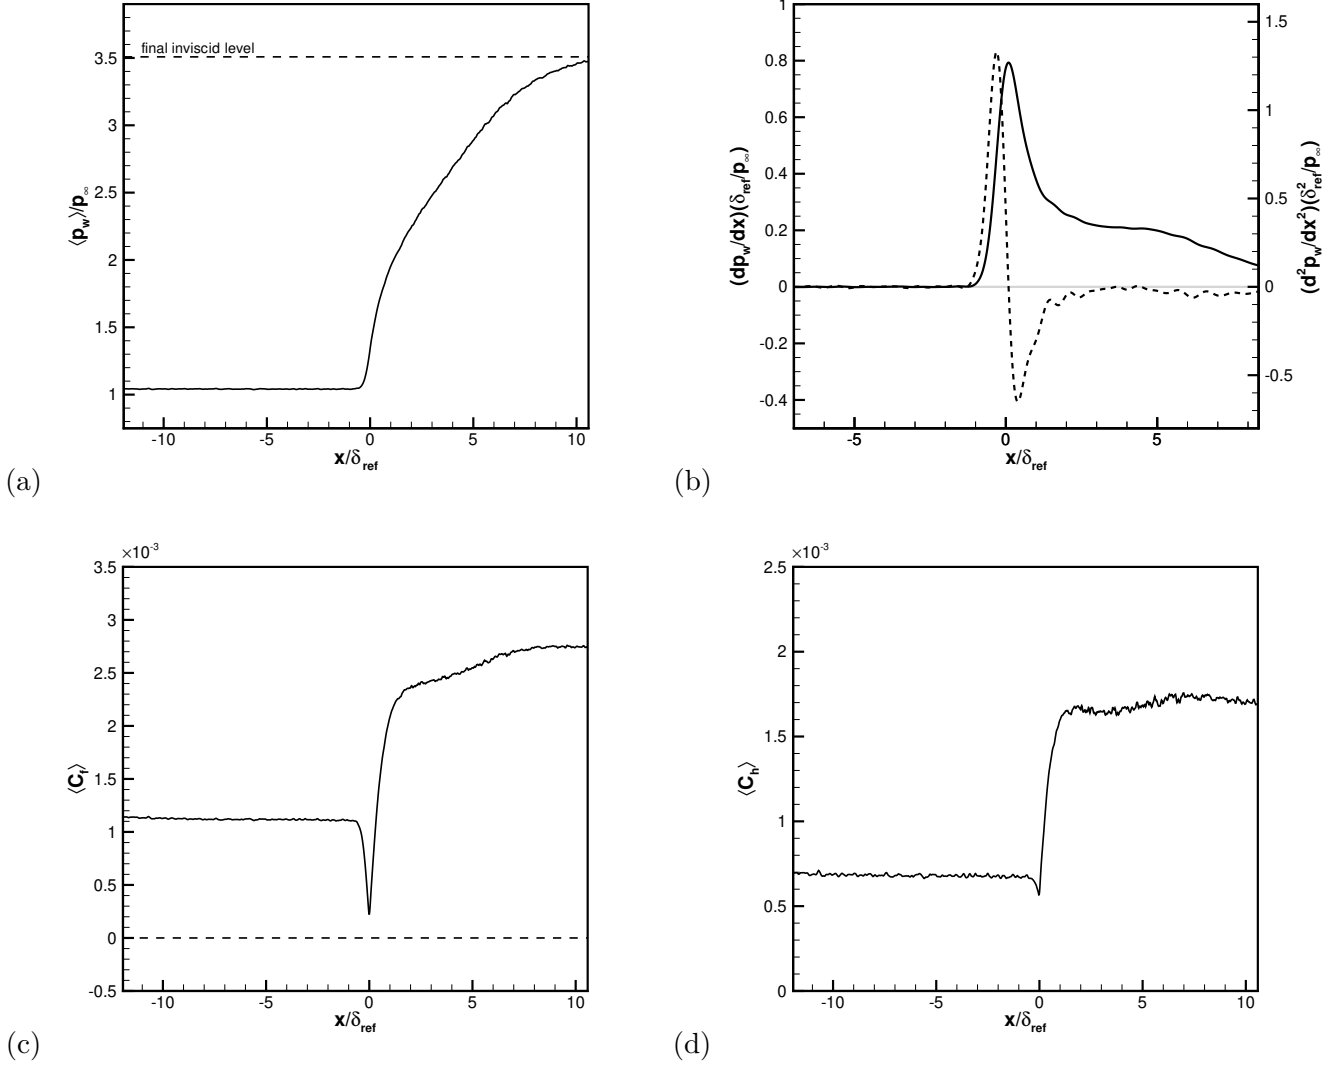 final inviscid level
3.5
3
2.5
2
1.5
1
⟨p_w⟩/p_∞
-10 -5 0 5 10
x/δ_ref
(a)
1
0.8
0.6
0.4
0.2
0
-0.2
-0.4
(dp_w/dx)(δ_ref/p_∞)
1.5
1
0.5
0
-0.5
(d²p_w/dx²)(δ²_ref/p_∞)
-5 0 5
x/δ_ref
(b)
×10⁻³
3.5
3
2.5
2
1.5
1
0.5
0
-0.5
⟨C_f⟩
-10 -5 0 5 10
x/δ_ref
(c)
×10⁻³
2.5
2
1.5
1
0.5
0
⟨C_h⟩
-10 -5 0 5 10
x/δ_ref
(d)